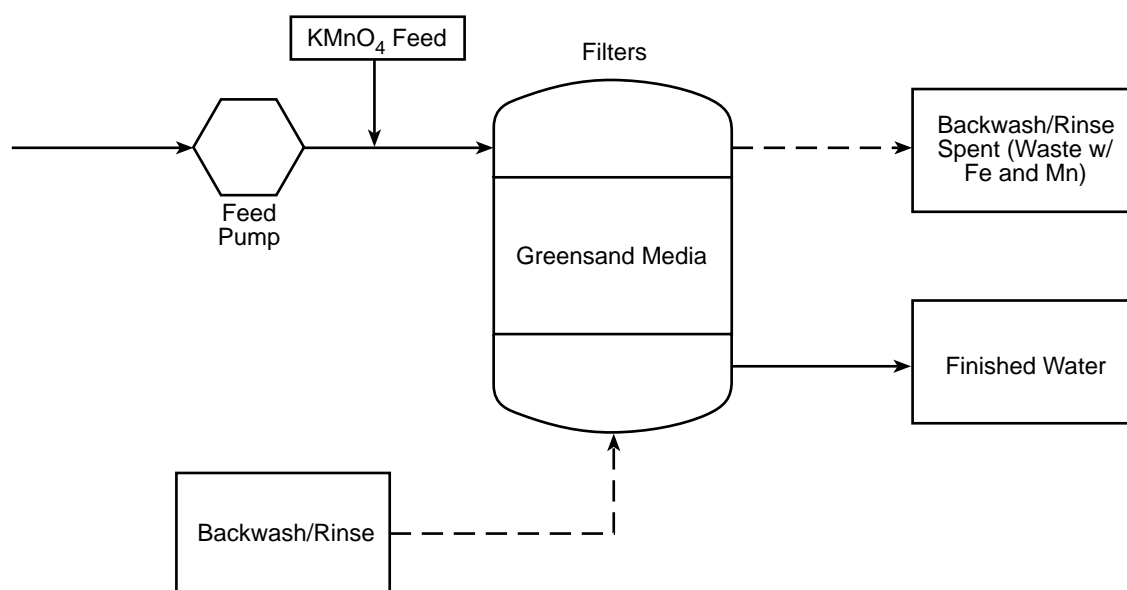 KMnO₄ Feed
Filters
Feed
Pump
Greensand Media
Backwash/Rinse
Spent (Waste w/
Fe and Mn)
Finished Water
Backwash/Rinse